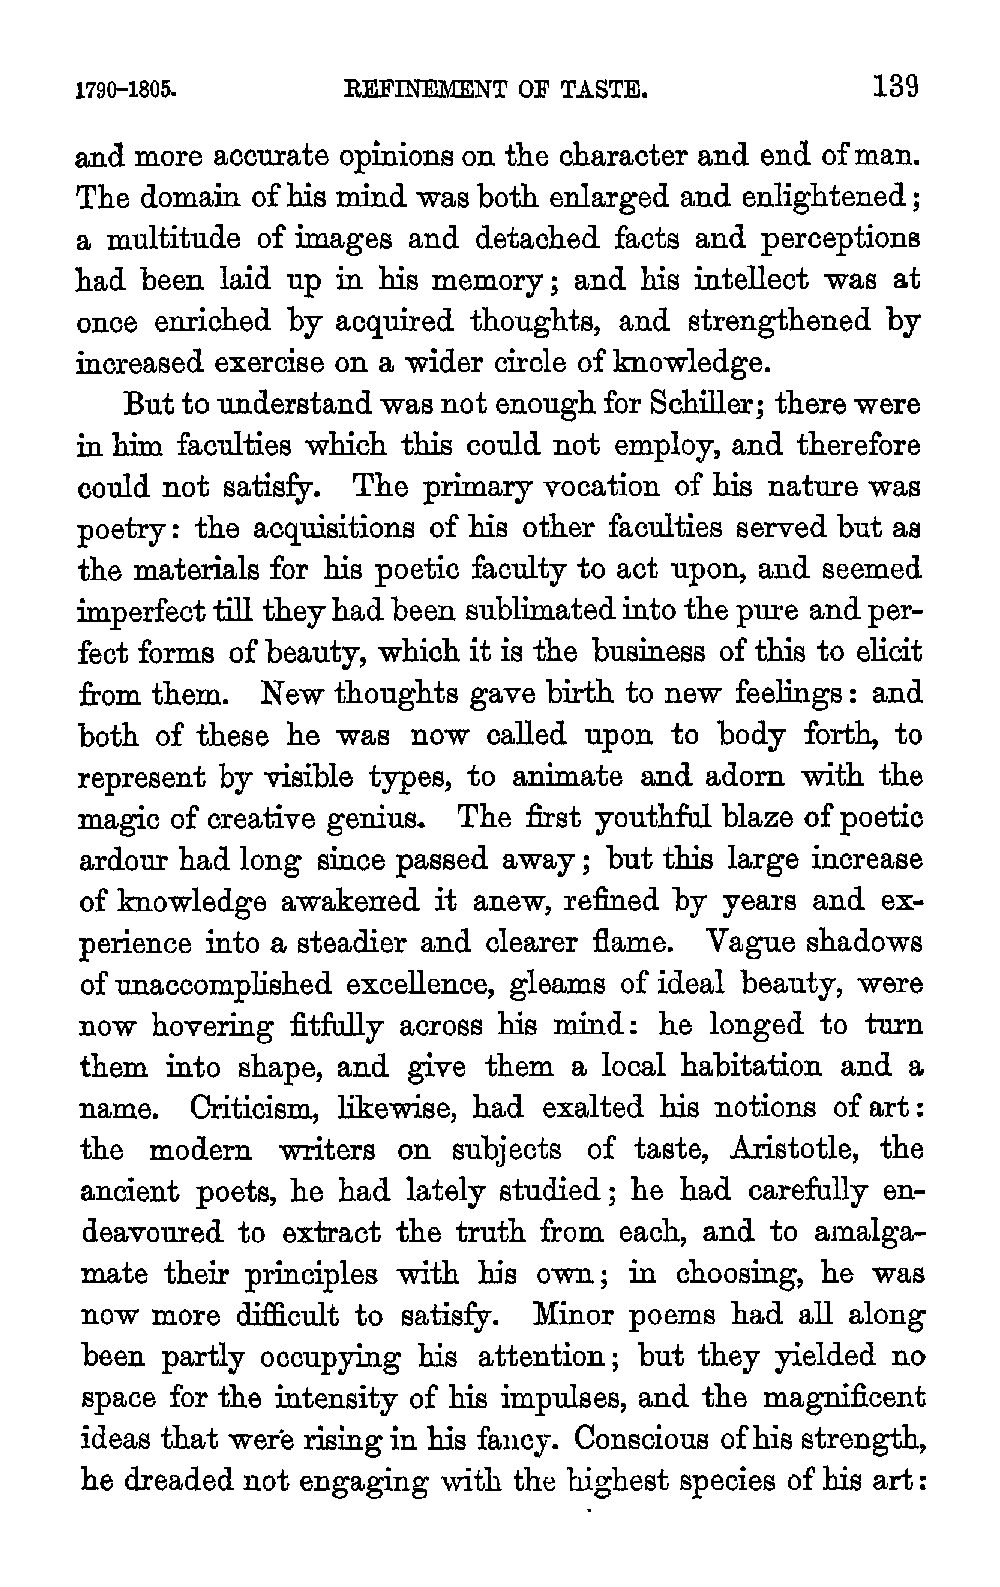 1790–1805. REFINEMENT OF TASTE. 139
and more accurate opinions on the character and end of man.
The domain of his mind was both enlarged and enlightened;
a multitude of images and detached facts and perceptions
had been laid up in his memory; and his intellect was at
once enriched by acquired thoughts, and strengthened by
increased exercise on a wider circle of knowledge.
But to understand was not enough for Schiller; there were
in him faculties which this could not employ, and therefore
could not satisfy. The primary vocation of his nature was
poetry: the acquisitions of his other faculties served but as
the materials for his poetic faculty to act upon, and seemed
imperfect till they had been sublimated into the pure and per-
fect forms of beauty, which it is the business of this to elicit
from them. New thoughts gave birth to new feelings: and
both of these he was now called upon to body forth, to
represent by visible types, to animate and adorn with the
magic of creative genius. The first youthful blaze of poetic
ardour had long since passed away; but this large increase
of knowledge awakened it anew, refined by years and ex-
perience into a steadier and clearer flame. Vague shadows
of unaccomplished excellence, gleams of ideal beauty, were
now hovering fitfully across his mind: he longed to turn
them into shape, and give them a local habitation and a
name. Criticism, likewise, had exalted his notions of art:
the modern writers on subjects of taste, Aristotle, the
ancient poets, he had lately studied; he had carefully en-
deavoured to extract the truth from each, and to amalga-
mate their principles with his own; in choosing, he was
now more difficult to satisfy. Minor poems had all along
been partly occupying his attention; but they yielded no
space for the intensity of his impulses, and the magnificent
ideas that were rising in his fancy. Conscious of his strength,
he dreaded not engaging with the highest species of his art: